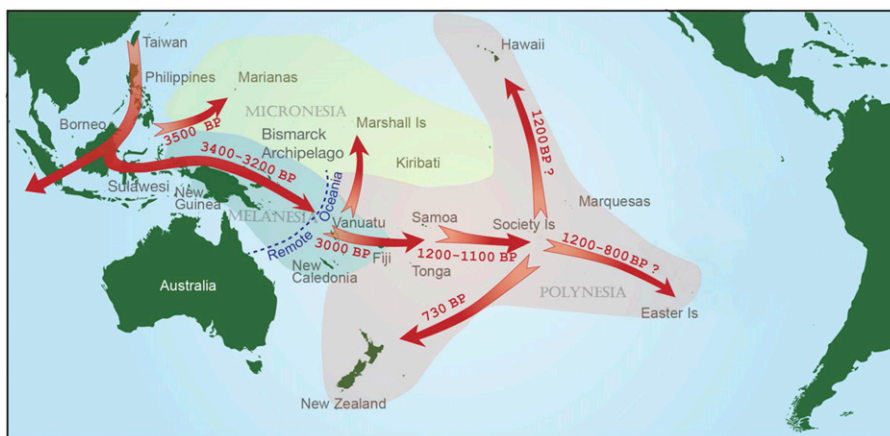 Taiwan
Hawaii
Philippines
Marianas
MICRONESIA
3500 BP
Borneo
Bismarck
Archipelago
Marshall Is
1200 BP ?
3400-3200 BP
Kiribati
Sulawesi
New
Guinea
Oceania
Marquesas
MELANESIA
Vanuatu
Samoa
Society Is
Remote
3000 BP
Fiji
1200-1100 BP
1200-800 BP ?
New
Caledonia
Tonga
Australia
POLYNESIA
730 BP
Easter Is
New Zealand